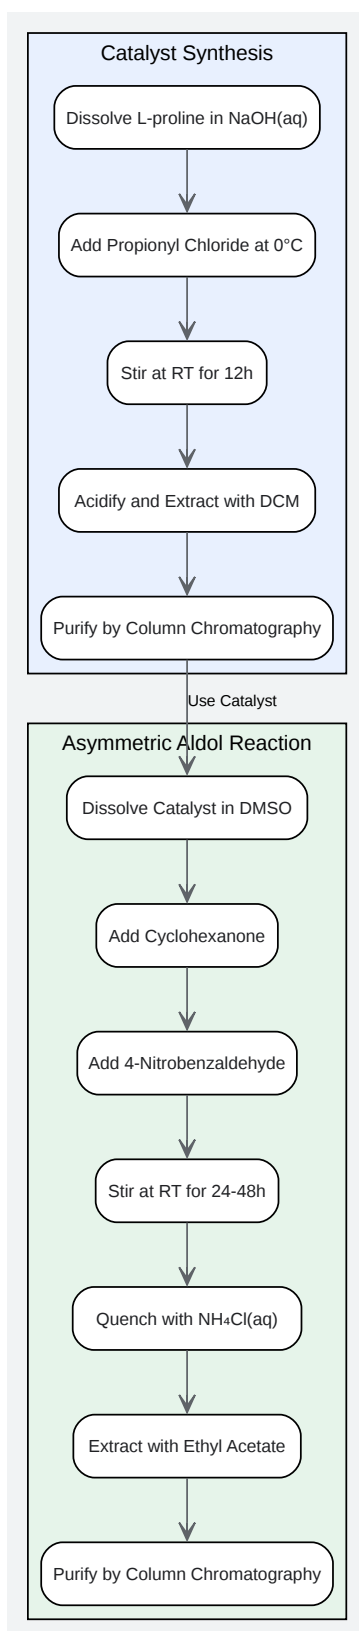 Catalyst Synthesis
Dissolve L-proline in NaOH(aq)
Add Propionyl Chloride at 0°C
Stir at RT for 12h
Acidify and Extract with DCM
Purify by Column Chromatography
Use Catalyst
Asymmetric Aldol Reaction
Dissolve Catalyst in DMSO
Add Cyclohexanone
Add 4-Nitrobenzaldehyde
Stir at RT for 24-48h
Quench with NH₄Cl(aq)
Extract with Ethyl Acetate
Purify by Column Chromatography